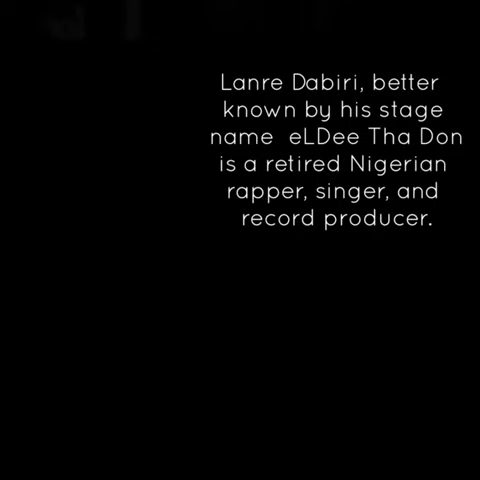 Lanre Dabiri, better
known by his stage
name eLDee Tha Don
is a retired Nigerian
rapper, singer, and
record producer.